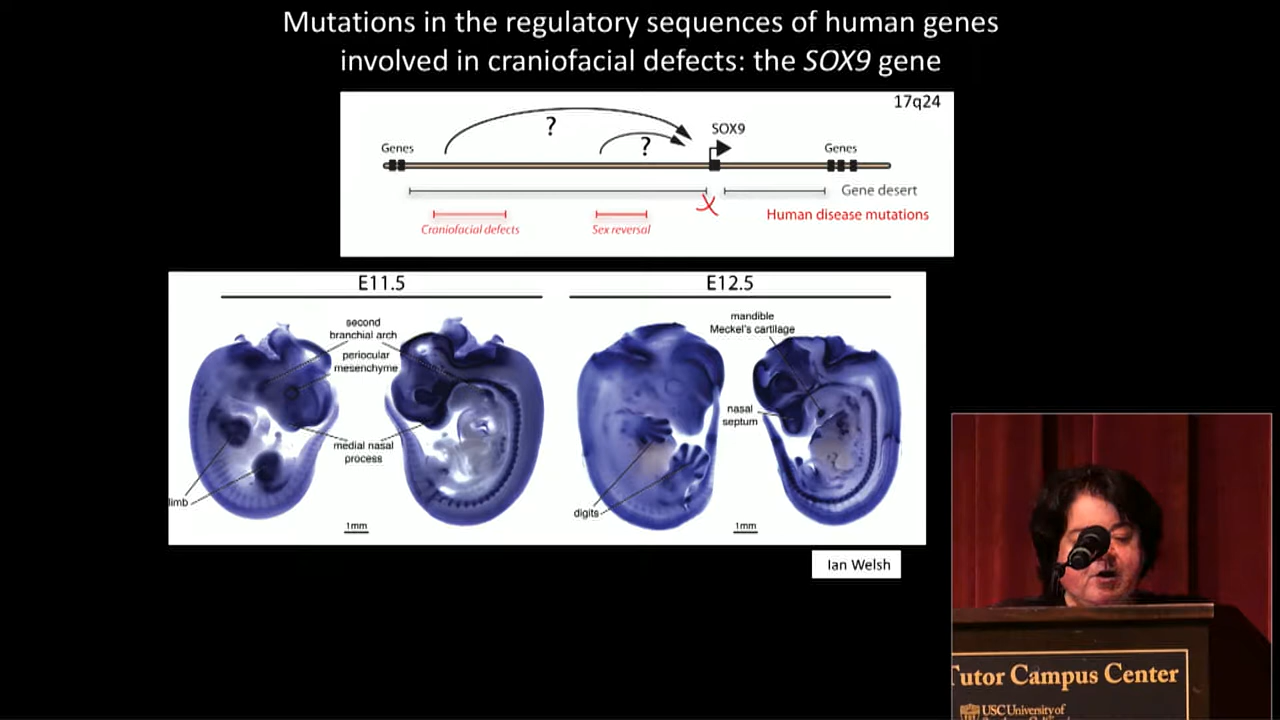 Mutations in the regulatory sequences of human genes
involved in craniofacial defects: the SOX9 gene
17q24
?
?
SOX9
Genes
Genes
Gene desert
X
Human disease mutations
Craniofacial defects
Sex reversal
E11.5
E12.5
second
branchial arch
periocular
mesenchyme
medial nasal
process
limb
1mm
mandible
Meckel's cartilage
nasal
septum
digits
1mm
Ian Welsh
Tutor Campus Center
USC University of